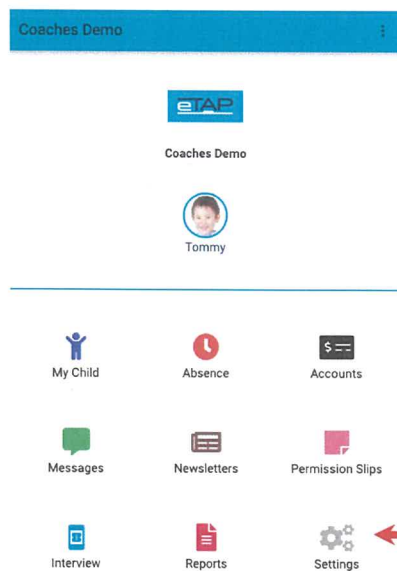 Coaches Demo
eTAP
Coaches Demo
Tommy
My Child
Absence
Accounts
Messages
Newsletters
Permission Slips
Interview
Reports
Settings